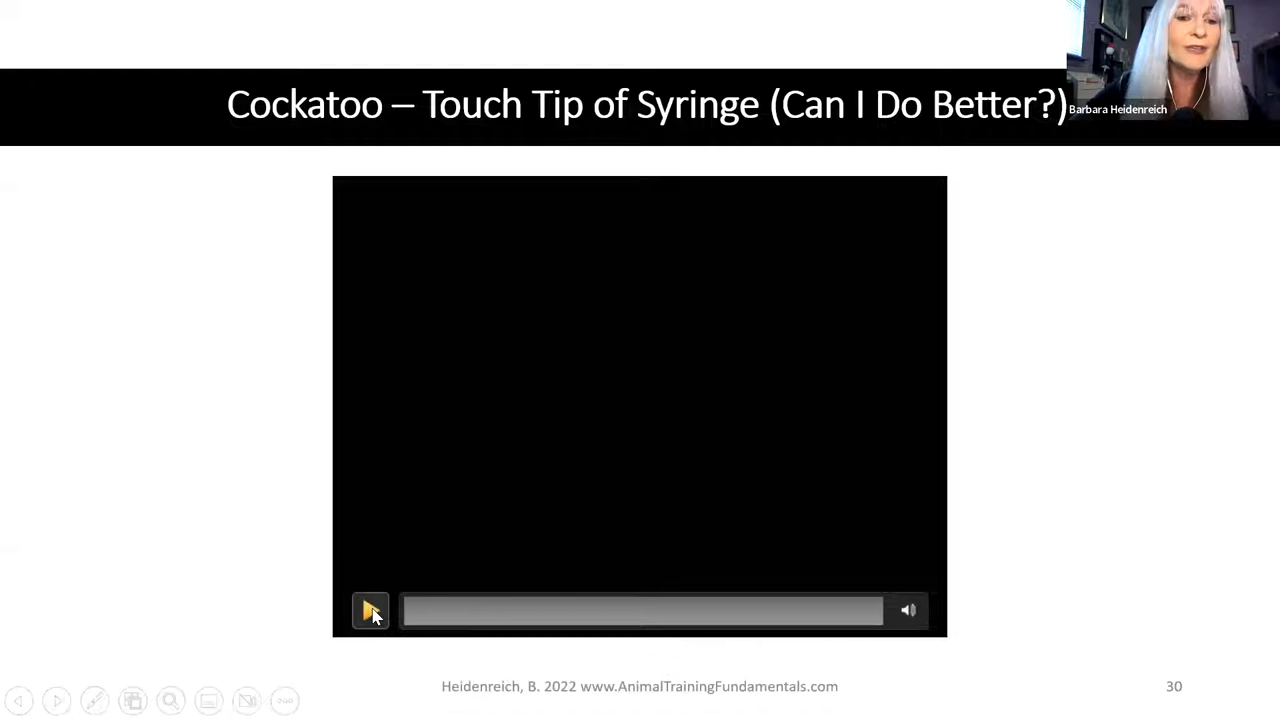 Cockatoo – Touch Tip of Syringe (Can I Do Better?)
Barbara Heidenreich
Heidenreich, B. 2022 www.AnimalTrainingFundamentals.com
30